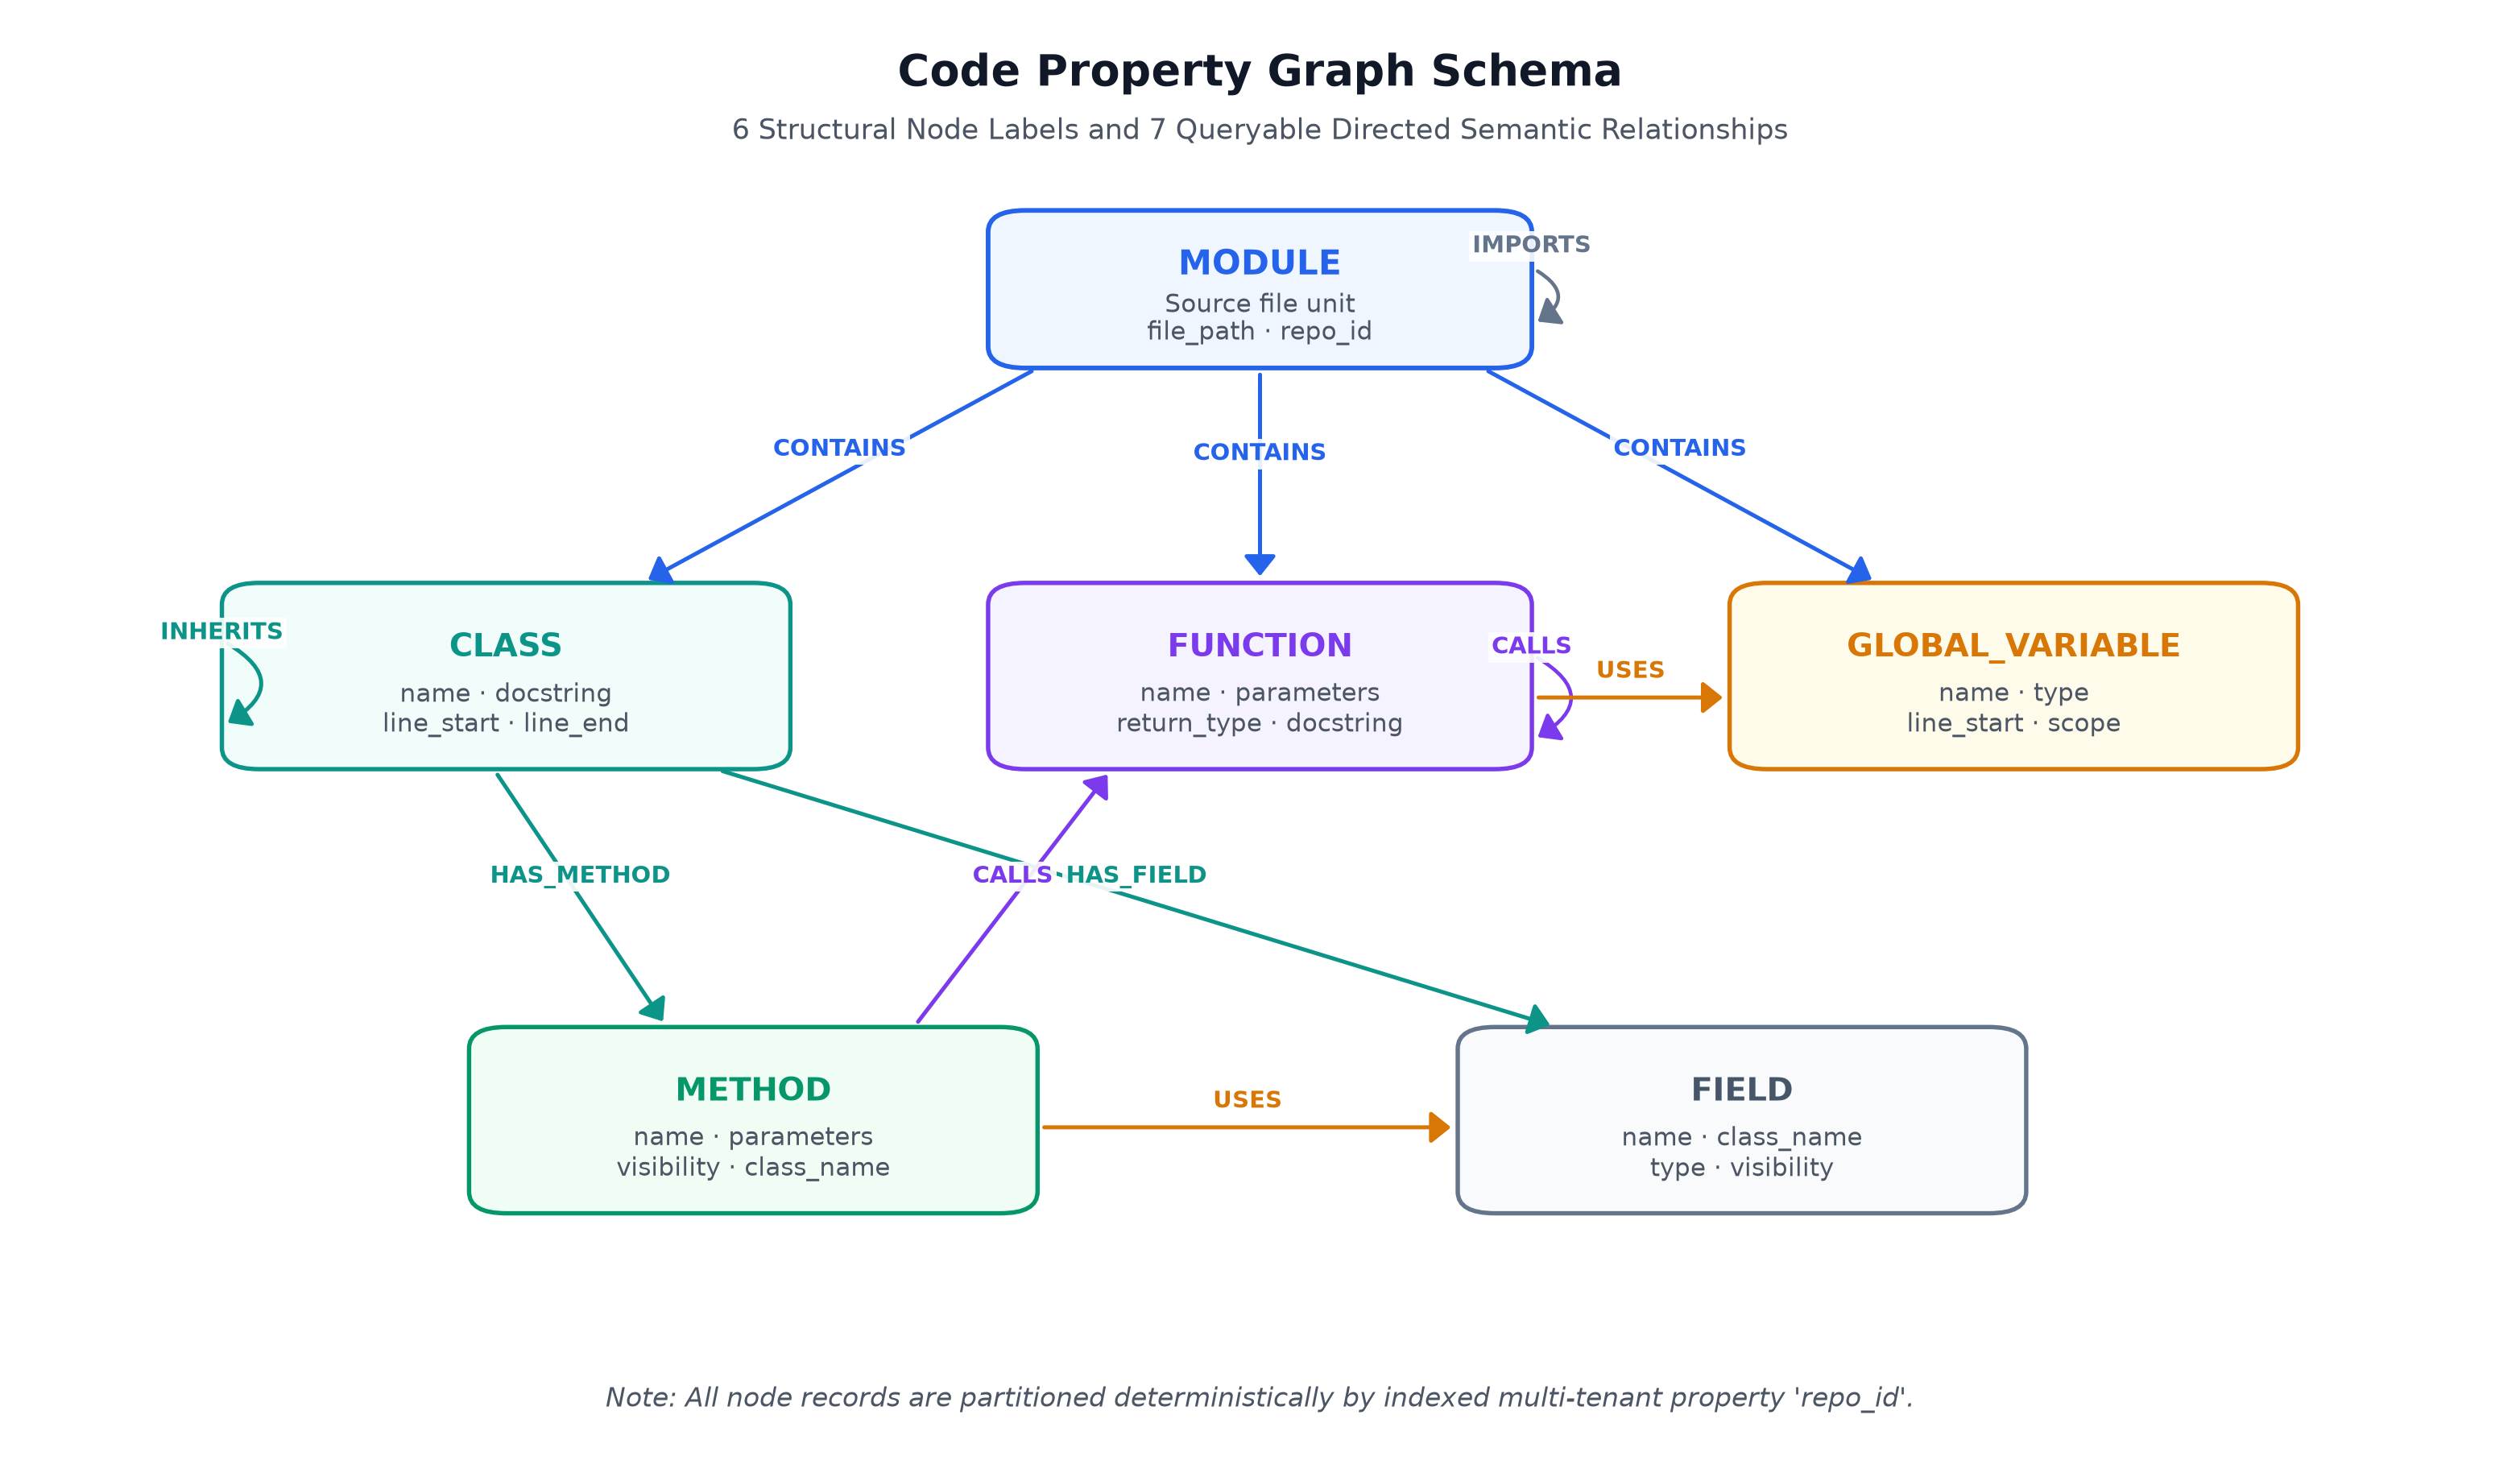 Code Property Graph Schema
6 Structural Node Labels and 7 Queryable Directed Semantic Relationships
MODULE
Source file unit
file_path · repo_id
IMPORTS
CONTAINS
CONTAINS
CONTAINS
INHERITS
CLASS
name · docstring
line_start · line_end
FUNCTION
name · parameters
return_type · docstring
CALLS
USES
GLOBAL_VARIABLE
name · type
line_start · scope
HAS_METHOD
CALLS
HAS_FIELD
METHOD
name · parameters
visibility · class_name
USES
FIELD
name · class_name
type · visibility
Note: All node records are partitioned deterministically by indexed multi-tenant property 'repo_id'.